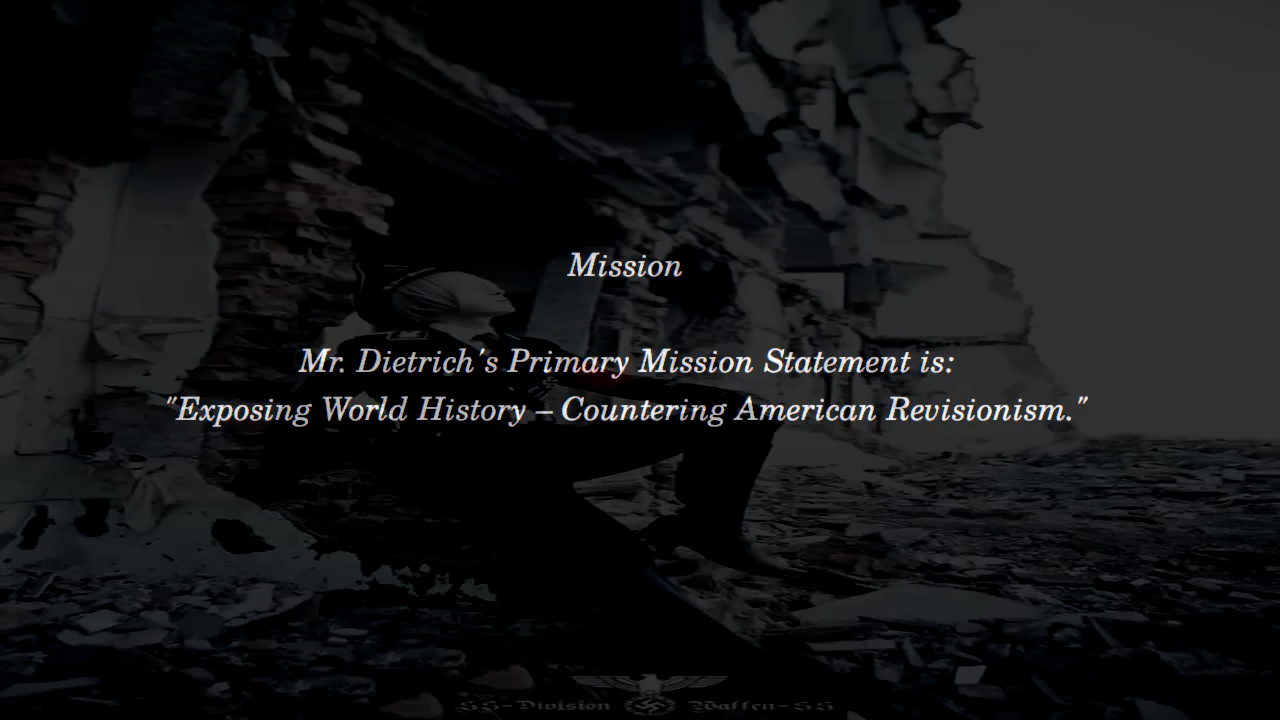 Mission
Mr. Dietrich's Primary Mission Statement is:
"Exposing World History – Countering American Revisionism."
SS-Division Waffen-SS